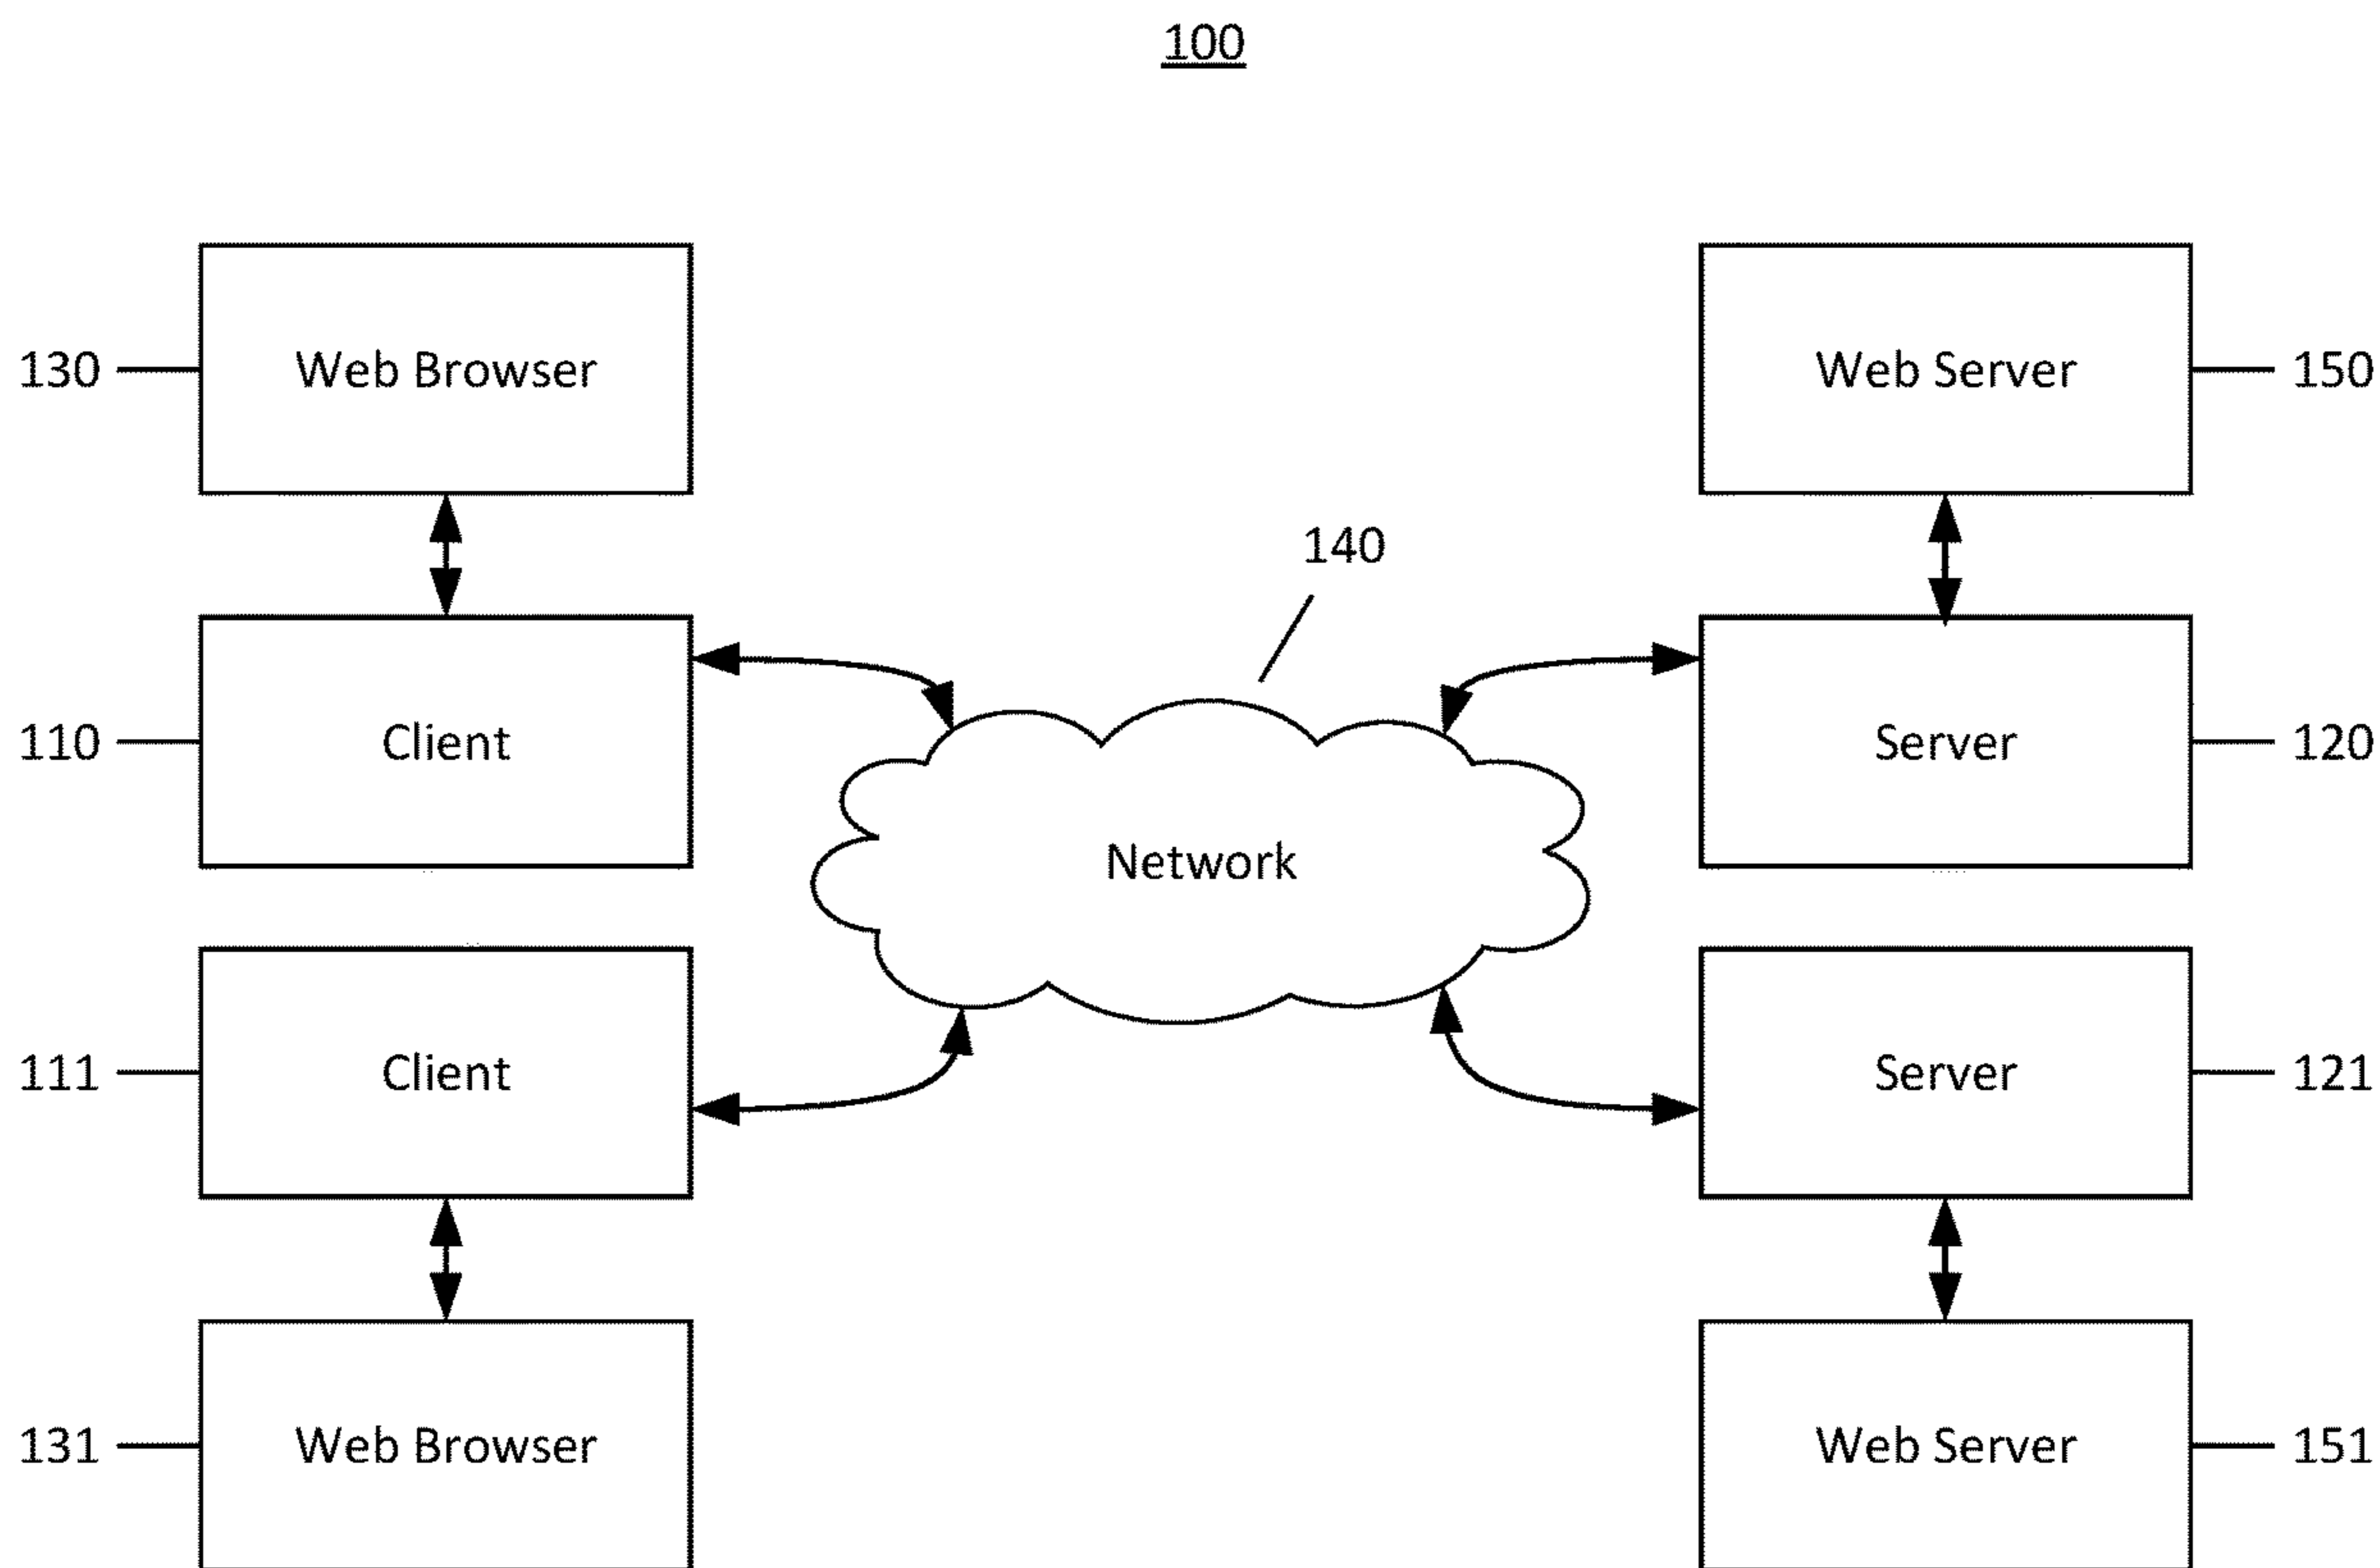 100
130 Web Browser Web Server 150
140
110 Client Server 120
Network
111 Client Server 121
131 Web Browser Web Server 151